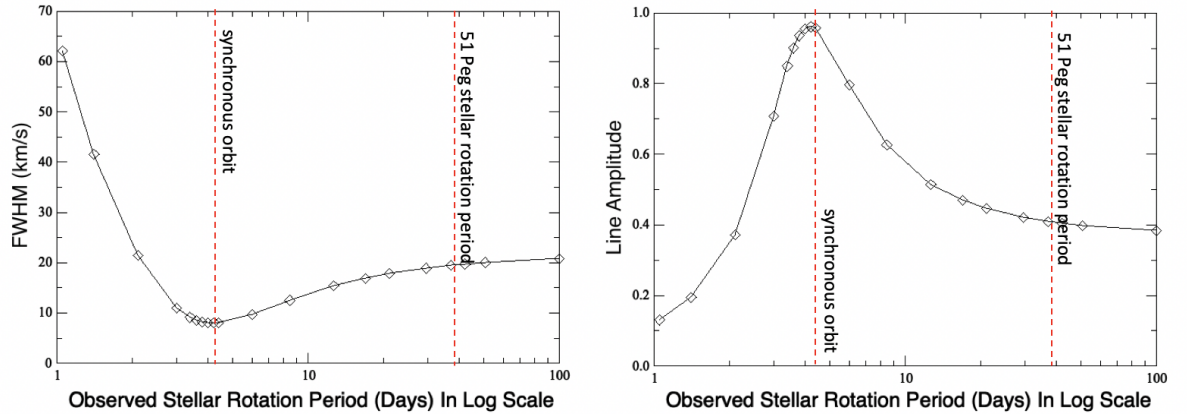 70
60
50
40
30
20
10
0
FWHM (km/s)
synchronous orbit
51 Peg stellar rotation period
1
10
100
Observed Stellar Rotation Period (Days) In Log Scale
1.0
0.8
0.6
0.4
0.2
0.0
Line Amplitude
synchronous orbit
51 Peg stellar rotation period
1
10
100
Observed Stellar Rotation Period (Days) In Log Scale